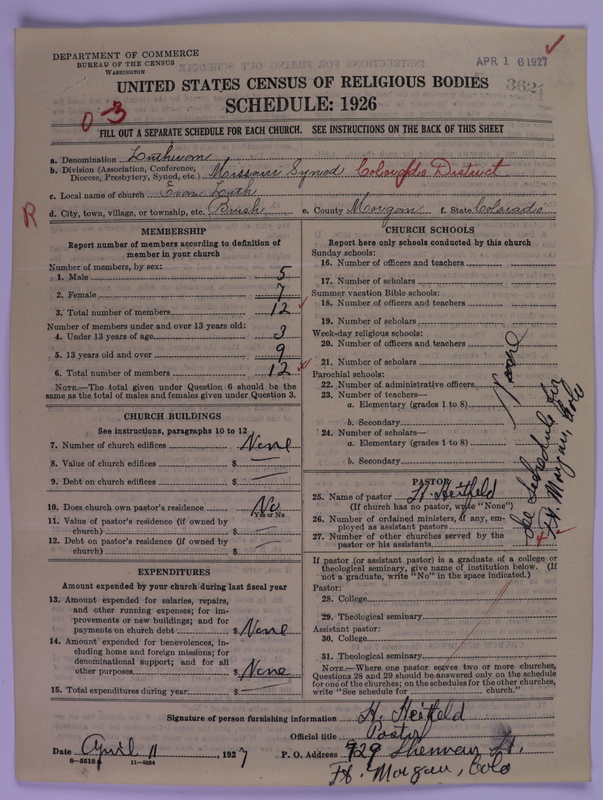 DEPARTMENT OF COMMERCE
BUREAU OF THE CENSUS
WASHINGTON
APR 16 1927
3624
UNITED STATES CENSUS OF RELIGIOUS BODIES
SCHEDULE: 1926
0-3
FILL OUT A SEPARATE SCHEDULE FOR EACH CHURCH. SEE INSTRUCTIONS ON THE BACK OF THIS SHEET
a. Denomination Lutheran
b. Division (Association, Conference, Diocese, Presbytery, Synod, etc.) Missouri Synod Colorado District
c. Local name of church Evan Luth
R
d. City, town, village, or township, etc. Brush e. County Morgan f. State Colorado
MEMBERSHIP
Report number of members according to definition of member in your church
Number of members, by sex:
1. Male 5
2. Female 7
3. Total number of members 12
Number of members under and over 13 years old:
4. Under 13 years of age 3
5. 13 years old and over 9
6. Total number of members 12
NOTE.—The total given under Question 6 should be the same as the total of males and females given under Question 3.
CHURCH BUILDINGS
See instructions, paragraphs 10 to 12
7. Number of church edifices None
8. Value of church edifices $
9. Debt on church edifices $
10. Does church own pastor's residence No
Yes or No
11. Value of pastor's residence (if owned by church) $
12. Debt on pastor's residence (if owned by church) $
EXPENDITURES
Amount expended by your church during last fiscal year
13. Amount expended for salaries, repairs, and other running expenses; for improvements or new buildings; and for payments on church debt $ None
14. Amount expended for benevolences, including home and foreign missions; for denominational support; and for all other purposes $ None
15. Total expenditures during year $
CHURCH SCHOOLS
Report here only schools conducted by this church
Sunday schools:
16. Number of officers and teachers
17. Number of scholars
Summer vacation Bible schools:
18. Number of officers and teachers
19. Number of scholars
Week-day religious schools:
20. Number of officers and teachers
21. Number of scholars
Parochial schools:
22. Number of administrative officers
23. Number of teachers—
a. Elementary (grades 1 to 8)
b. Secondary
24. Number of scholars—
a. Elementary (grades 1 to 8)
b. Secondary
See Schedule for
Ft. Morgan, Colo
PASTOR
25. Name of pastor H. Heitfeld
(If church has no pastor, write "None")
26. Number of ordained ministers, if any, employed as assistant pastors
27. Number of other churches served by the pastor or his assistants
If pastor (or assistant pastor) is a graduate of a college or theological seminary, give name of institution below. (If not a graduate, write "No" in the space indicated.)
Pastor:
28. College
29. Theological seminary
Assistant pastor:
30. College
31. Theological seminary
NOTE.—Where one pastor serves two or more churches, Questions 28 and 29 should be answered only on the schedule for one of the churches; on the schedules for the other churches, write "See schedule for church."
Signature of person furnishing information H. Heitfeld
Official title Pastor
Date April 11, 1927 P. O. Address 729
Ft. Morgan, Colo
8-5518a 11-9054